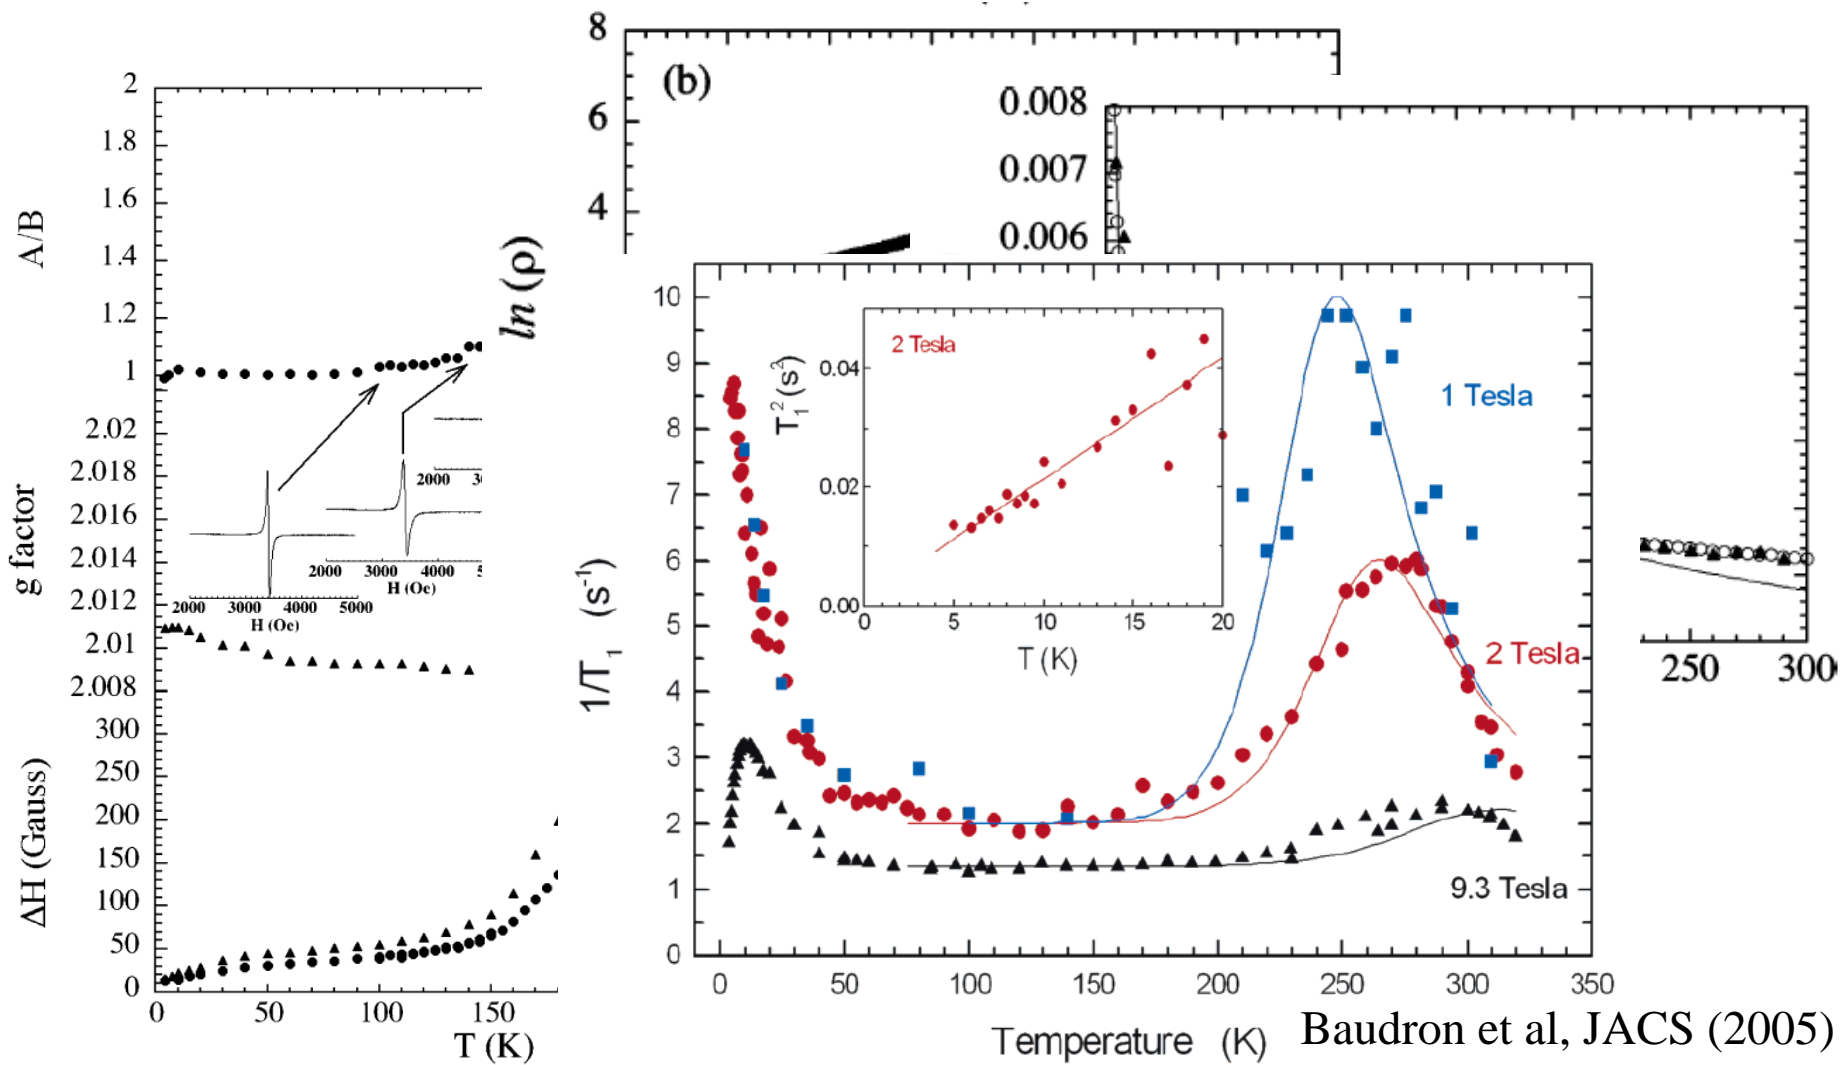 2
1.8
1.6
1.4
1.2
1
A/B
2.02
2.018
2.016
2.014
2.012
2.01
2.008
g factor
300
250
200
150
100
50
0
ΔH (Gauss)
0 50 100 150
T (K)
2000 3000 4000 5000
H (Oe)
2000 3000 4000 5
H (Oe)
2000 30
8
6
4
ln (ρ)
(b)
0.008
0.007
0.006
250 300
10
9
8
7
6
5
4
3
2
1
0
1/T₁ (s⁻¹)
0 50 100 150 200 250 300 350
Temperature (K)
2 Tesla
T₁² (s²)
0.04
0.02
0.00
0 5 10 15 20
T (K)
1 Tesla
2 Tesla
9.3 Tesla
Baudron et al, JACS (2005)